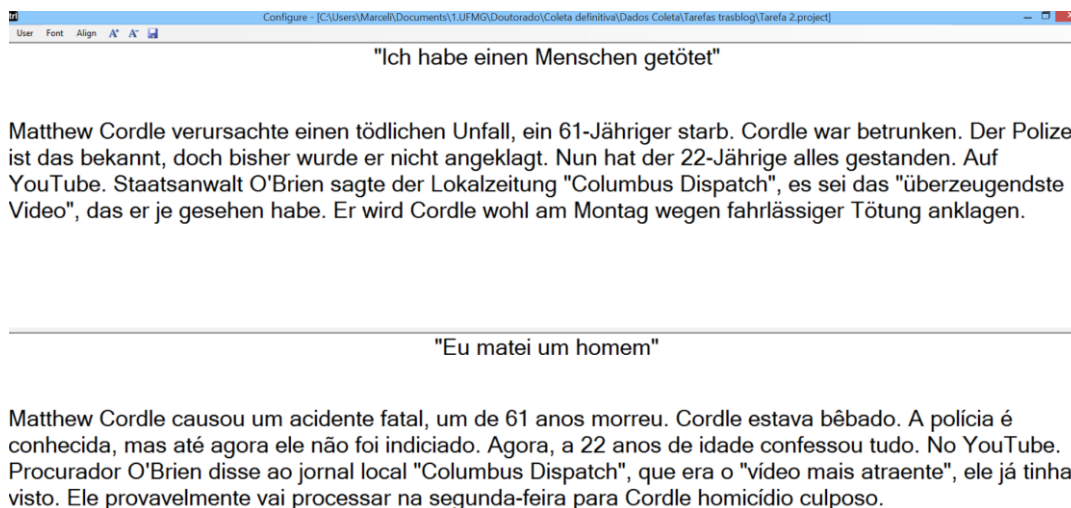 Configure - [C:\Users\Marceli\Documents\1.UFMG\Doutorado\Coleta definitiva\Dados Coleta\Tarefas trasblog\Tarefa 2.project]
User Font Align A A
"Ich habe einen Menschen getötet"
Matthew Cordle verursachte einen tödlichen Unfall, ein 61-Jähriger starb. Cordle war betrunken. Der Polize
ist das bekannt, doch bisher wurde er nicht angeklagt. Nun hat der 22-Jährige alles gestanden. Auf
YouTube. Staatsanwalt O'Brien sagte der Lokalzeitung "Columbus Dispatch", es sei das "überzeugendste
Video", das er je gesehen habe. Er wird Cordle wohl am Montag wegen fahrlässiger Tötung anklagen.
"Eu matei um homem"
Matthew Cordle causou um acidente fatal, um de 61 anos morreu. Cordle estava bêbado. A polícia é
conhecida, mas até agora ele não foi indiciado. Agora, a 22 anos de idade confessou tudo. No YouTube.
Procurador O'Brien disse ao jornal local "Columbus Dispatch", que era o "vídeo mais atraente", ele já tinha
visto. Ele provavelmente vai processar na segunda-feira para Cordle homicídio culposo.